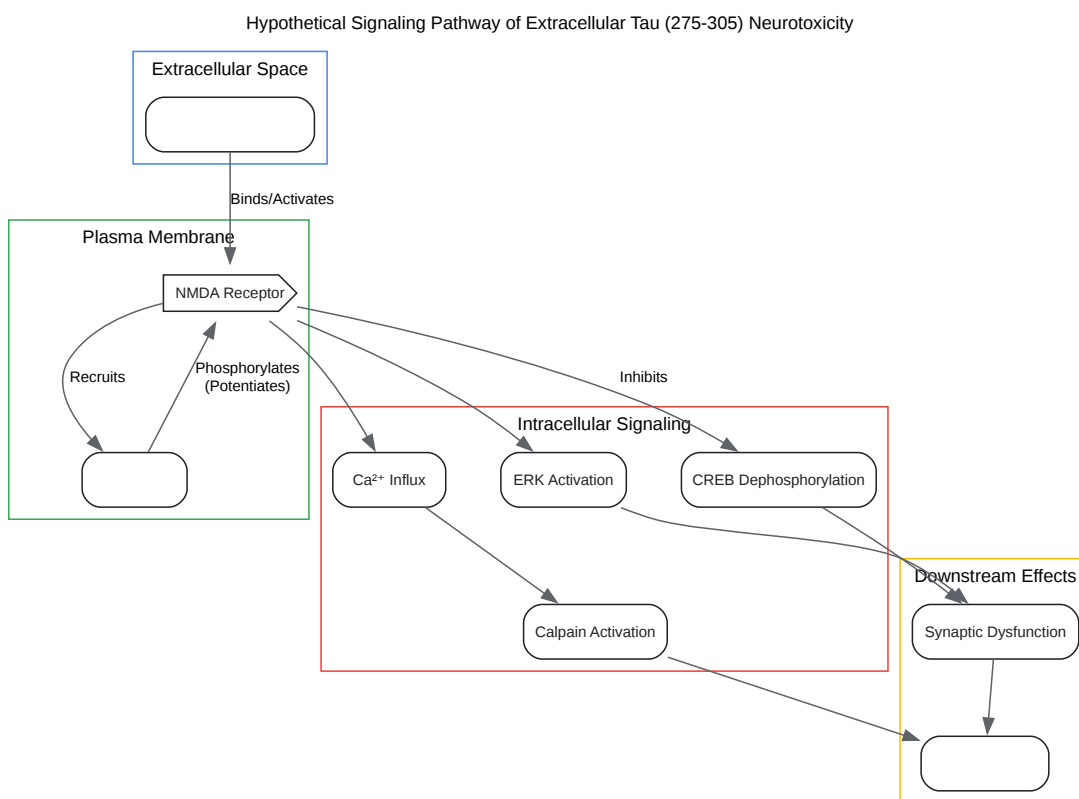 Hypothetical Signaling Pathway of Extracellular Tau (275-305) Neurotoxicity
Extracellular Space
Binds/Activates
Plasma Membrane
NMDA Receptor
Recruits
Phosphorylates
(Potentiates)
Inhibits
Intracellular Signaling
Ca²⁺ Influx
ERK Activation
CREB Dephosphorylation
Downstream Effects
Calpain Activation
Synaptic Dysfunction